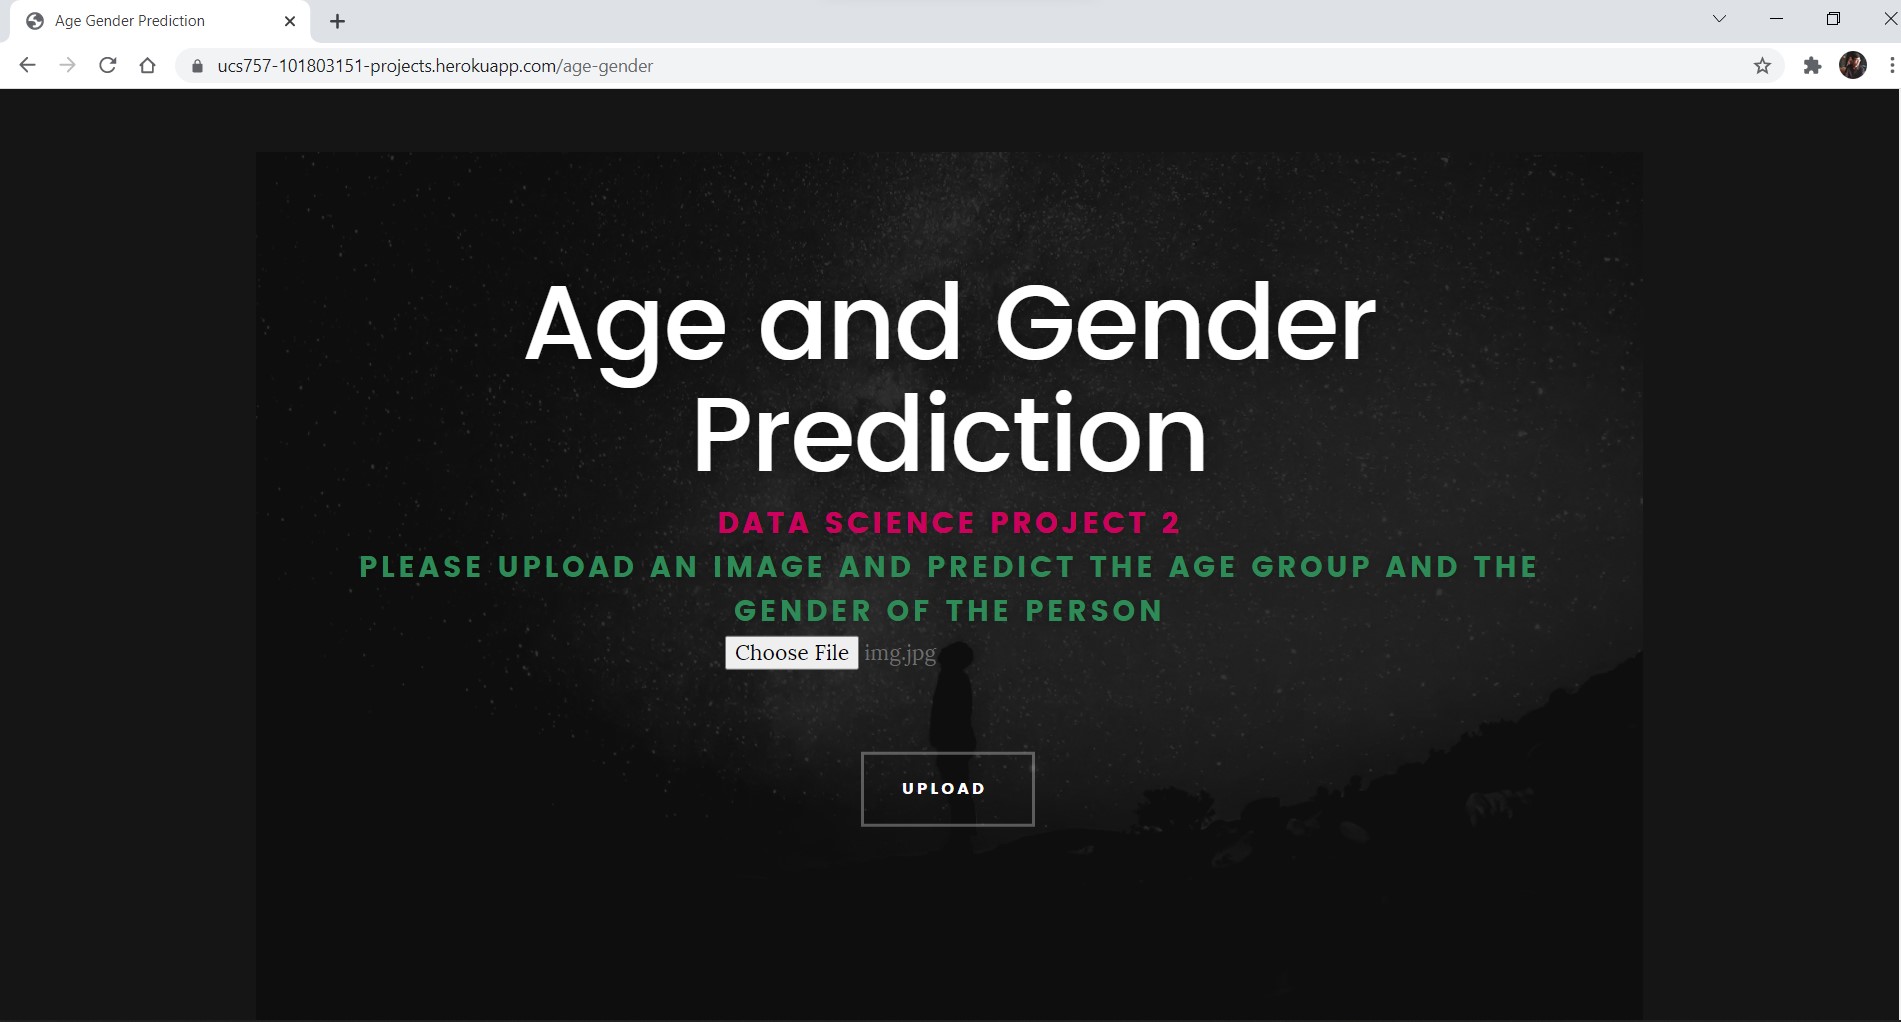 Age Gender Prediction
ucs757-101803151-projects.herokuapp.com/age-gender
Age and Gender
Prediction
DATA SCIENCE PROJECT 2
PLEASE UPLOAD AN IMAGE AND PREDICT THE AGE GROUP AND THE
GENDER OF THE PERSON
Choose File img.jpg
UPLOAD